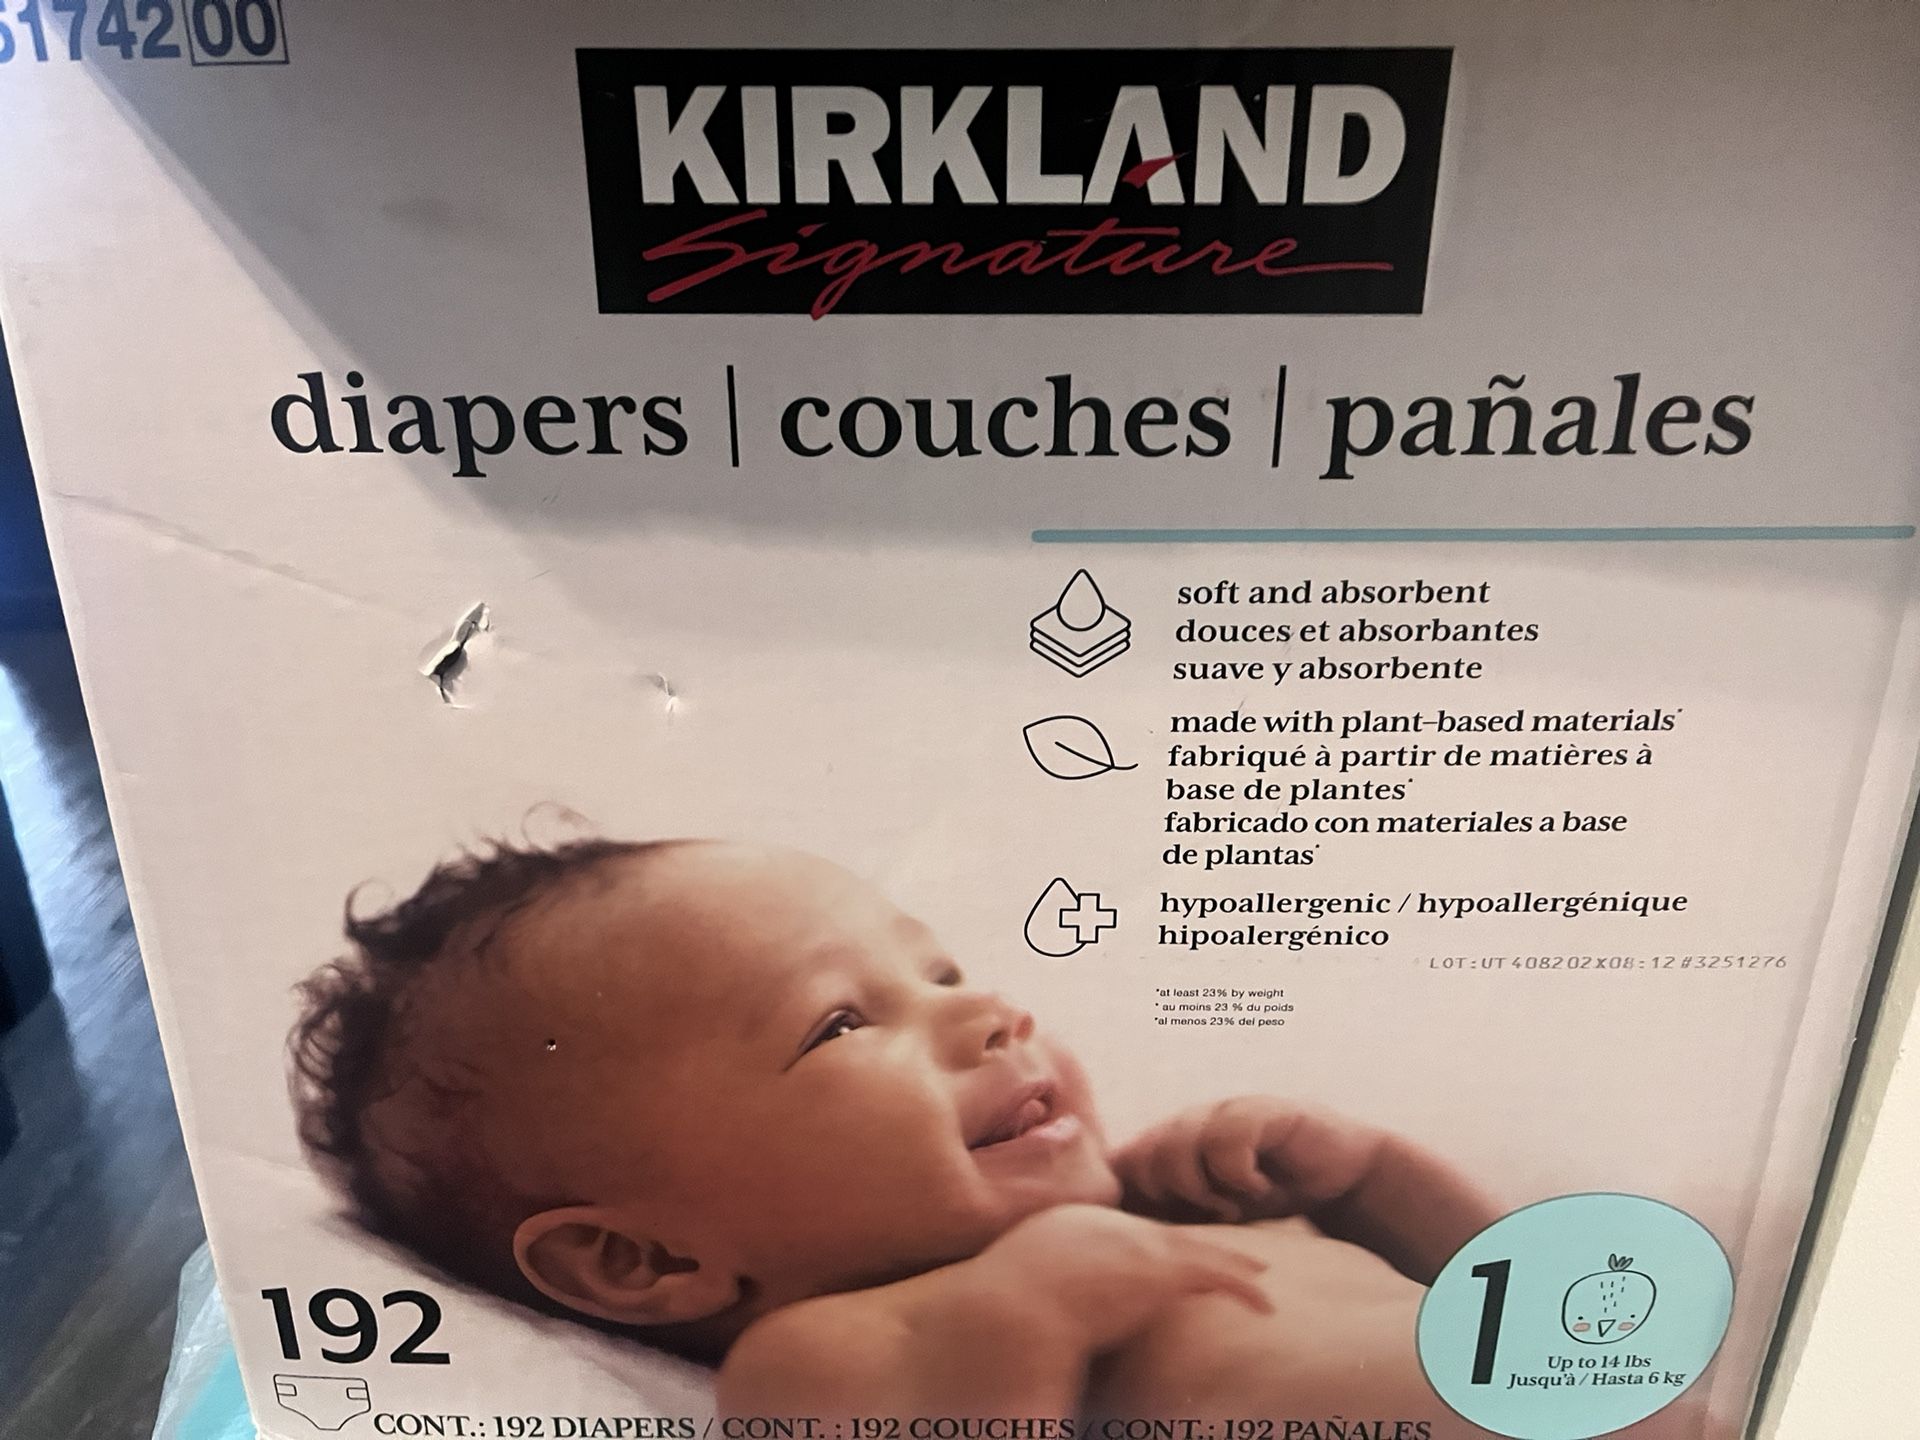 174200
KIRKLAND
Signature
diapers | couches | pañales
soft and absorbent
douces et absorbantes
suave y absorbente
made with plant-based materials*
fabriqué à partir de matières à
base de plantes*
fabricado con materiales a base
de plantas*
hypoallergenic / hypoallergénique
hipoalergénico
LOT:UT408202X08:12#3251276
*at least 23% by weight
* au moins 23 % du poids
*al menos 23% del peso
192
1
Up to 14 lbs
Jusqu'à / Hasta 6 kg
CONT.: 192 DIAPERS / CONT. : 192 COUCHES / CONT.: 192 PAÑALES